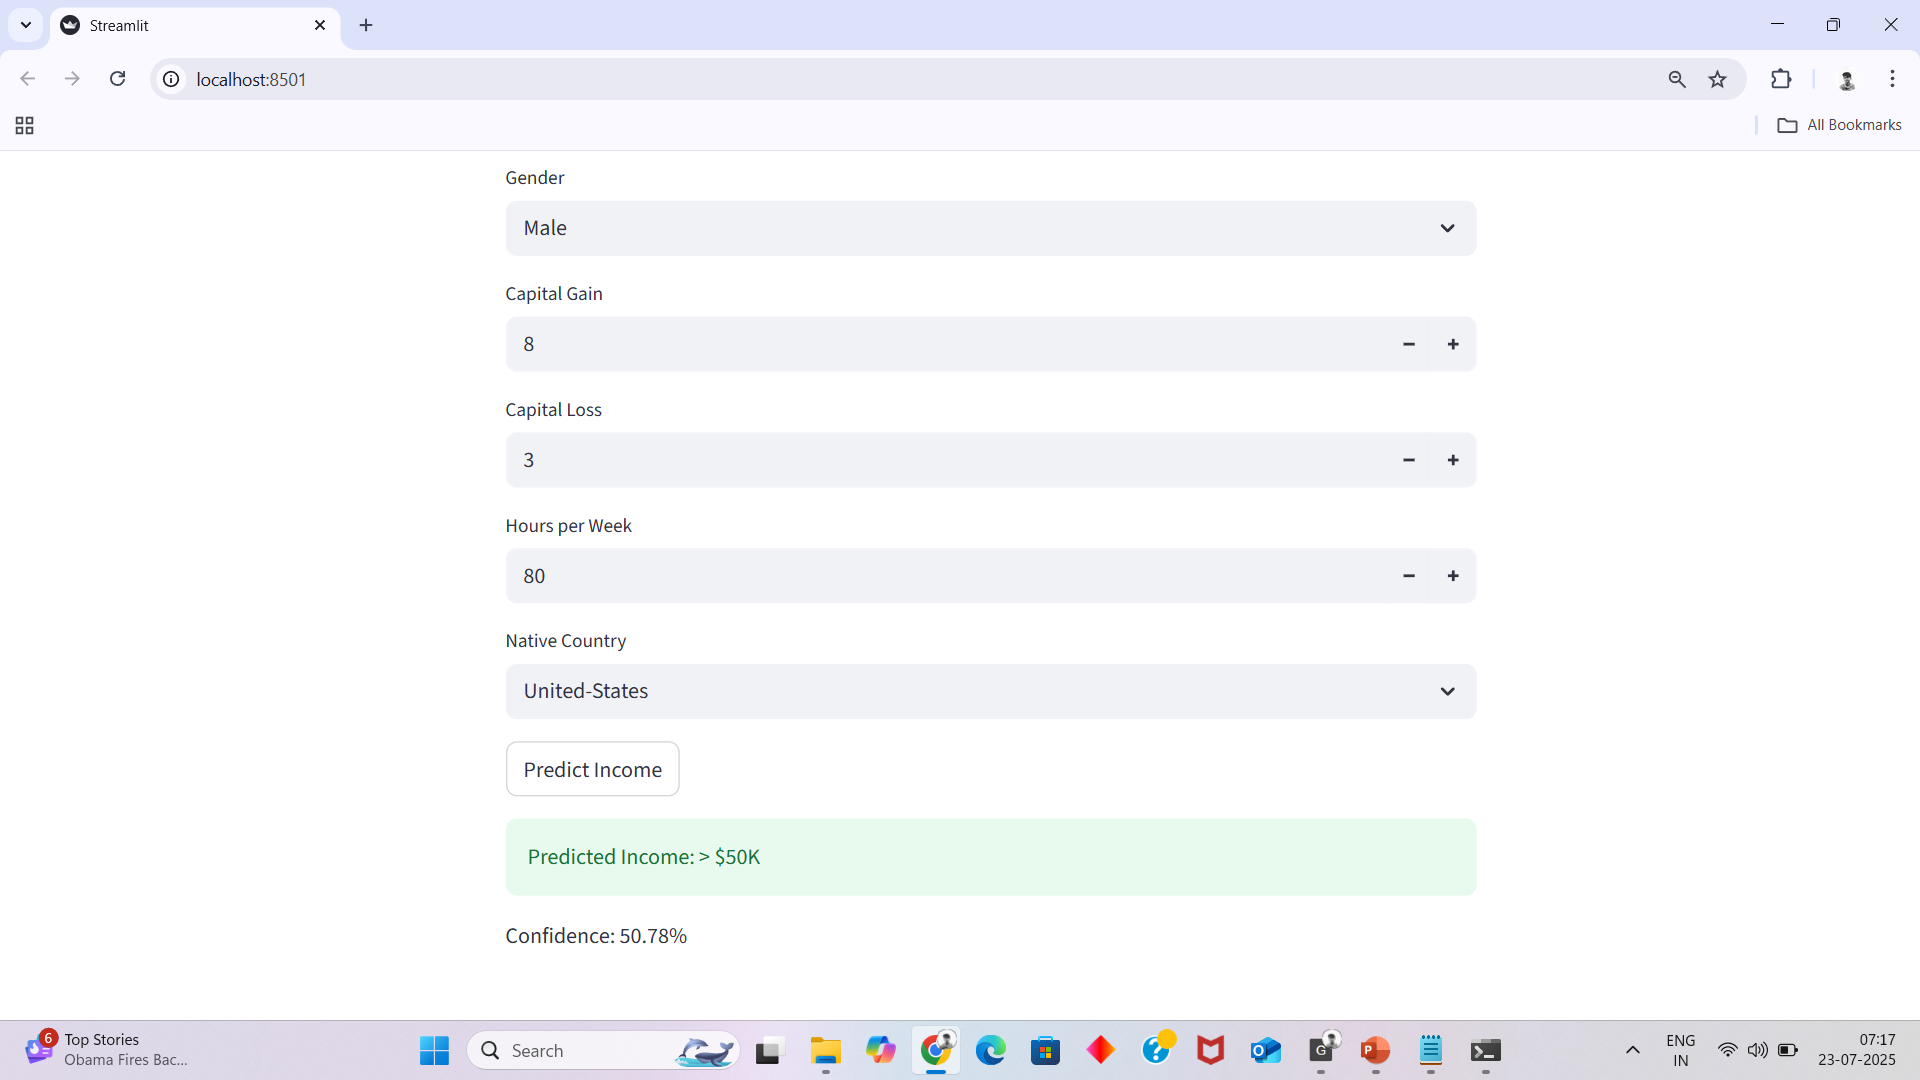 Streamlit
localhost:8501
All Bookmarks
Gender
Male
Capital Gain
8
Capital Loss
3
Hours per Week
80
Native Country
United-States
Predict Income
Predicted Income: > $50K
Confidence: 50.78%
6
Top Stories
Obama Fires Bac...
Search
G
P
ENG
IN
07:17
23-07-2025